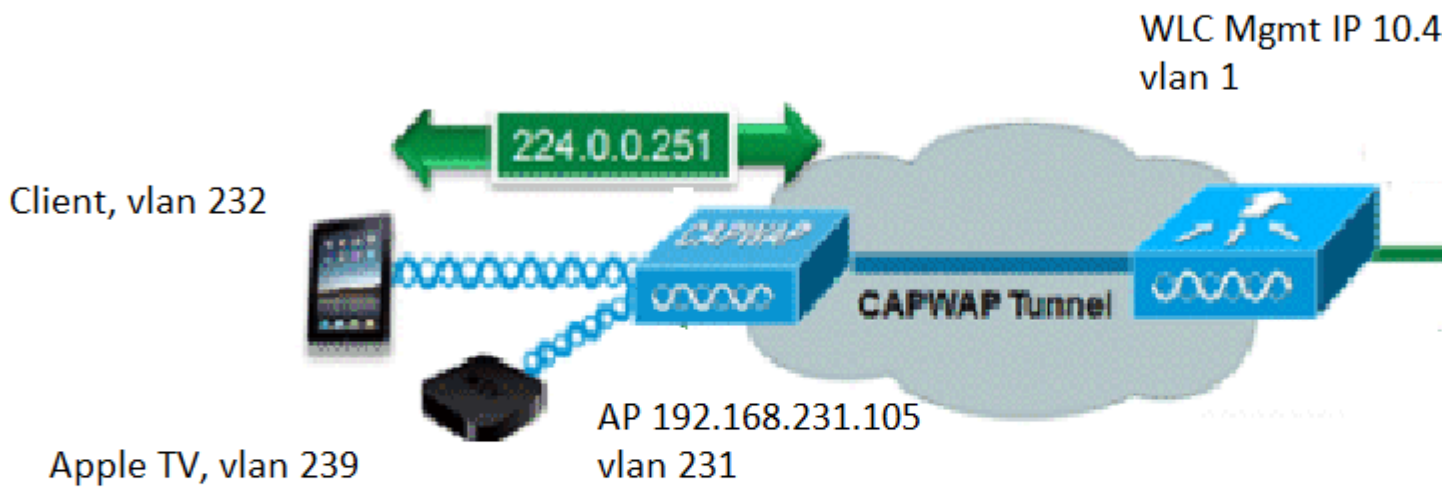 WLC Mgmt IP 10.4
vlan 1
224.0.0.251
Client, vlan 232
CAPWAP
CAPWAP Tunnel
AP 192.168.231.105
vlan 231
Apple TV, vlan 239